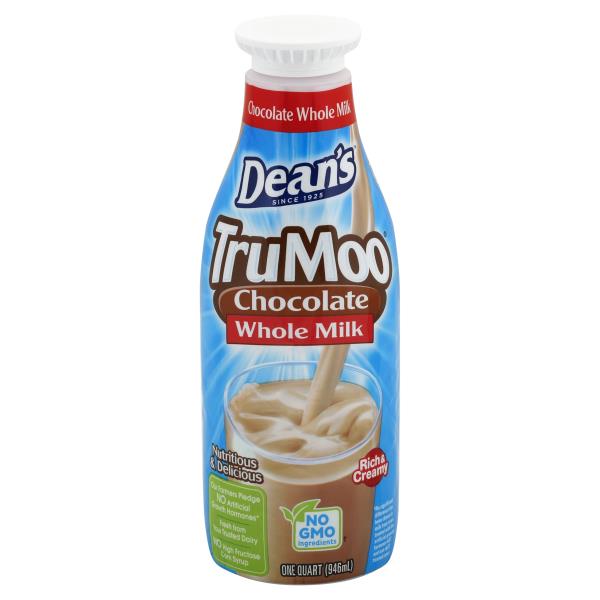 Chocolate Whole Milk
Dean's
SINCE 1925
TruMoo®
Chocolate
Whole Milk
Nutritious
& Delicious
Rich &
Creamy
Our Farmers Pledge
NO Artificial
Growth Hormones*
Fresh from
Your Trusted Dairy
NO High Fructose
Corn Syrup
NO
GMO
ingredients
ONE QUART (946mL)